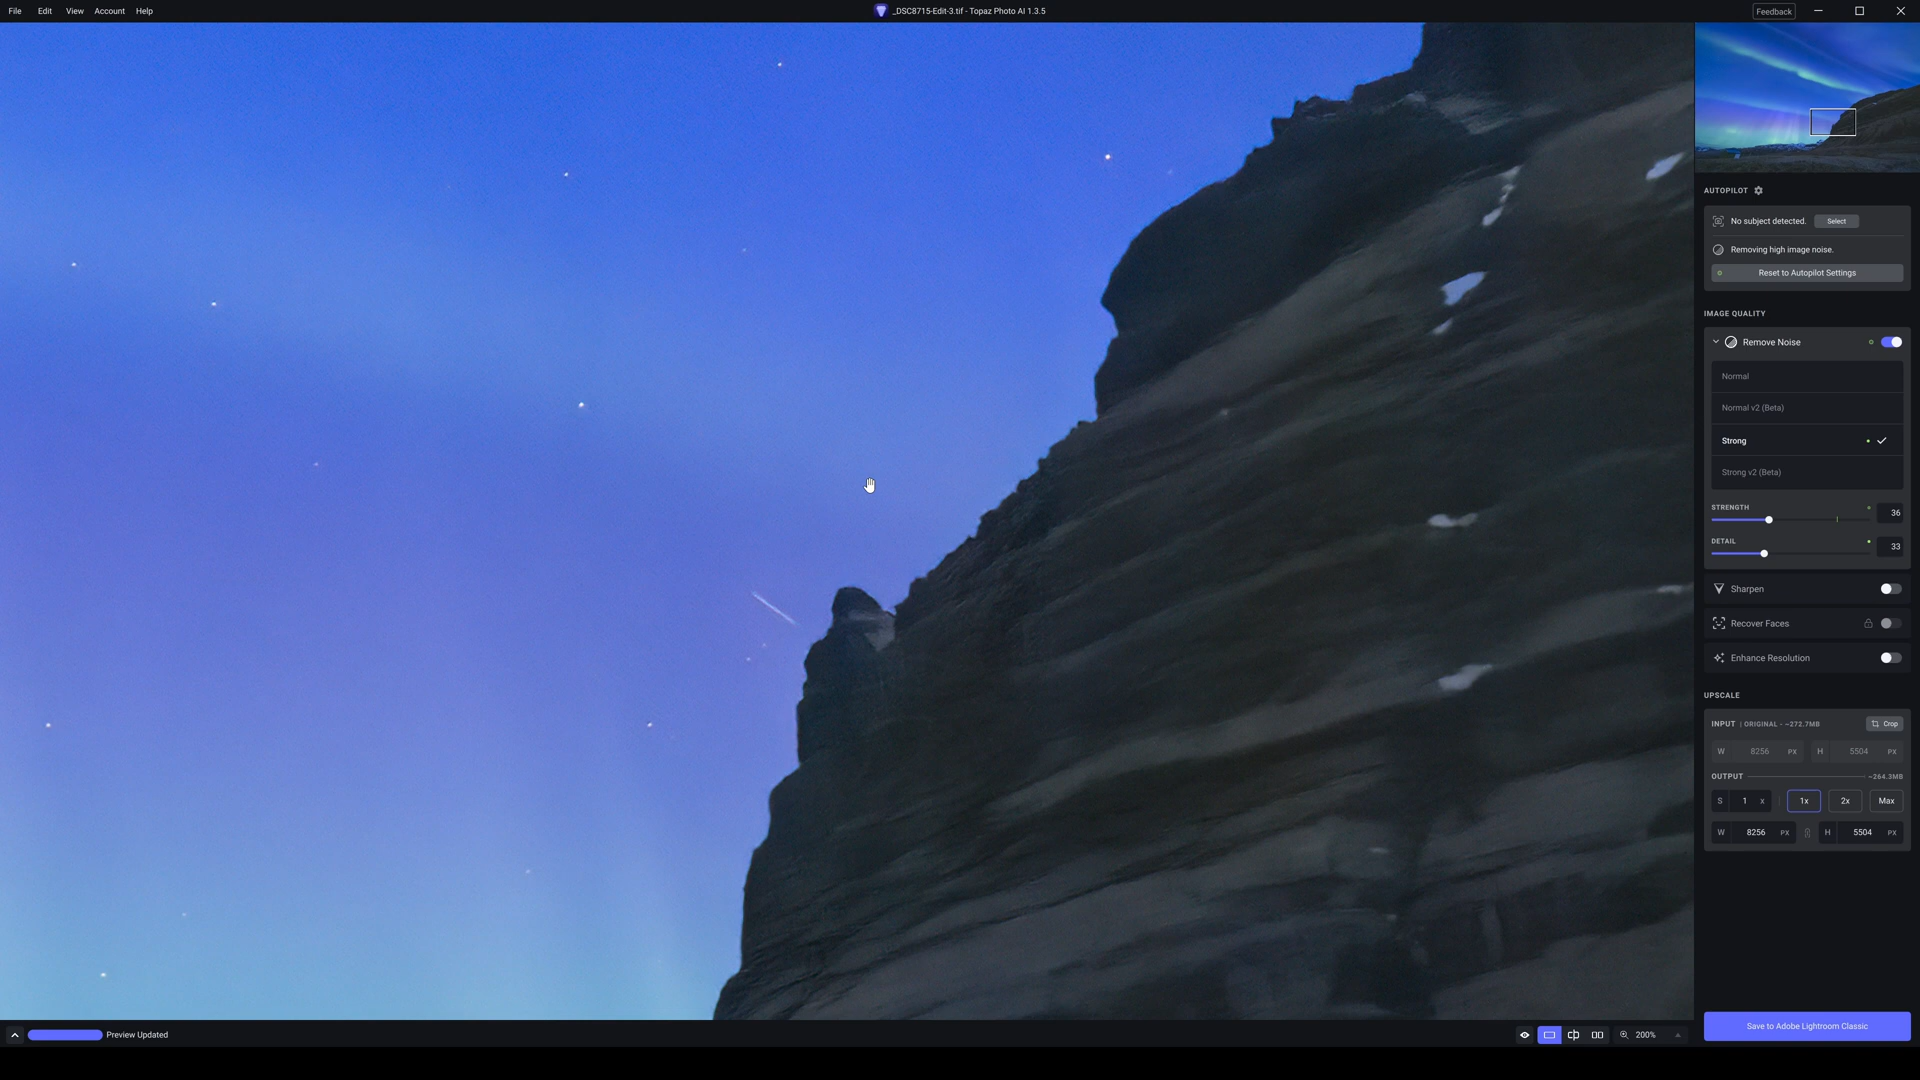 File Edit View Account Help
_DSC8715-Edit-3.tif - Topaz Photo AI 1.3.5
Feedback
AUTOPILOT
No subject detected. Select
Removing high image noise.
Reset to Autopilot Settings
IMAGE QUALITY
Remove Noise
Normal
Normal v2 (Beta)
Strong
Strong v2 (Beta)
STRENGTH 36
DETAIL 33
Sharpen
Recover Faces
Enhance Resolution
UPSCALE
INPUT | ORIGINAL - ~272.7MB Crop
W 8256 PX H 5504 PX
OUTPUT ~264.3MB
S 1 x 1x 2x Max
W 8256 PX H 5504 PX
Save to Adobe Lightroom Classic
Preview Updated
200%